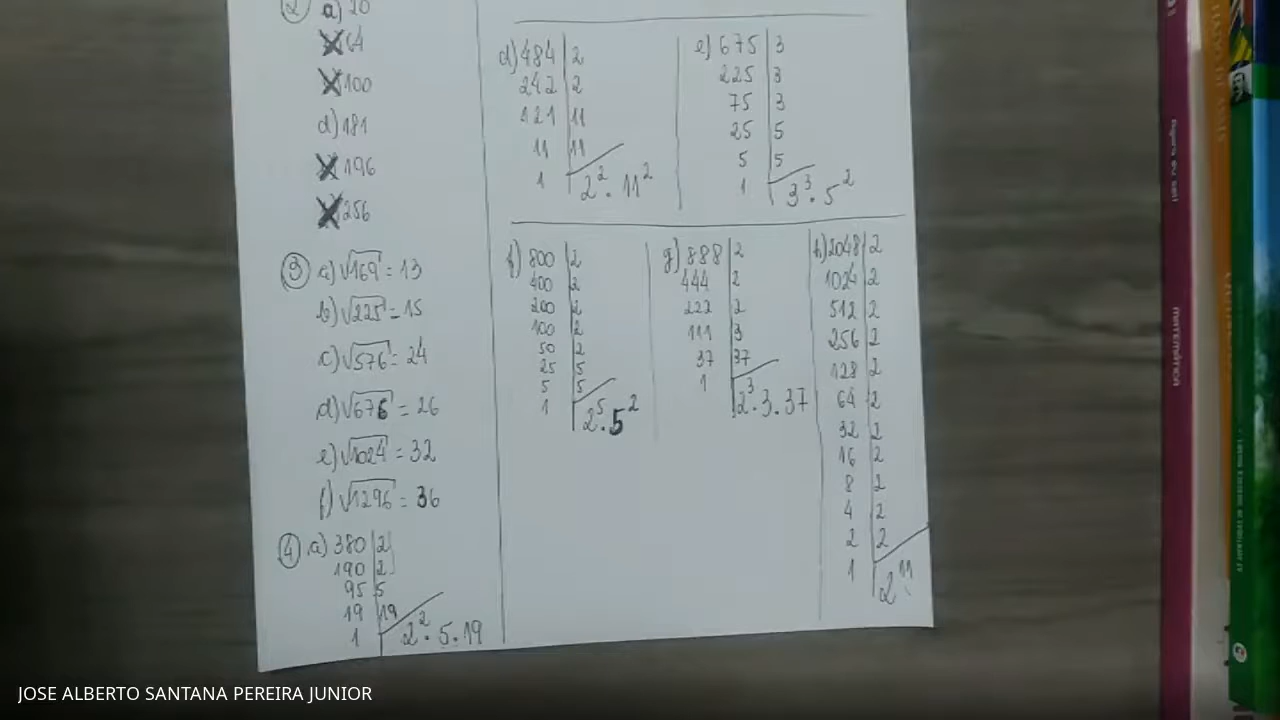 2 a) 20
X 64
X 100
d) 181
X 196
X 256
3 a) √169 = 13
b) √225 = 15
c) √576 = 24
d) √676 = 26
e) √1024 = 32
f) √1296 = 36
4 a) 380 | 2
190 | 2
95 | 5
19 | 19
1 | 2² . 5 . 19
d) 484 | 2
242 | 2
121 | 11
11 | 11
1 | 2² . 11²
e) 675 | 3
225 | 3
75 | 3
25 | 5
5 | 5
1 | 3³ . 5²
f) 800 | 2
400 | 2
200 | 2
100 | 2
50 | 2
25 | 5
5 | 5
1 | 2⁵ . 5²
g) 888 | 2
444 | 2
222 | 2
111 | 3
37 | 37
1 | 2³ . 3 . 37
h) 2048 | 2
1024 | 2
512 | 2
256 | 2
128 | 2
64 | 2
32 | 2
16 | 2
8 | 2
4 | 2
2 | 2
1 | 2¹¹
matemática
JOSE ALBERTO SANTANA PEREIRA JUNIOR